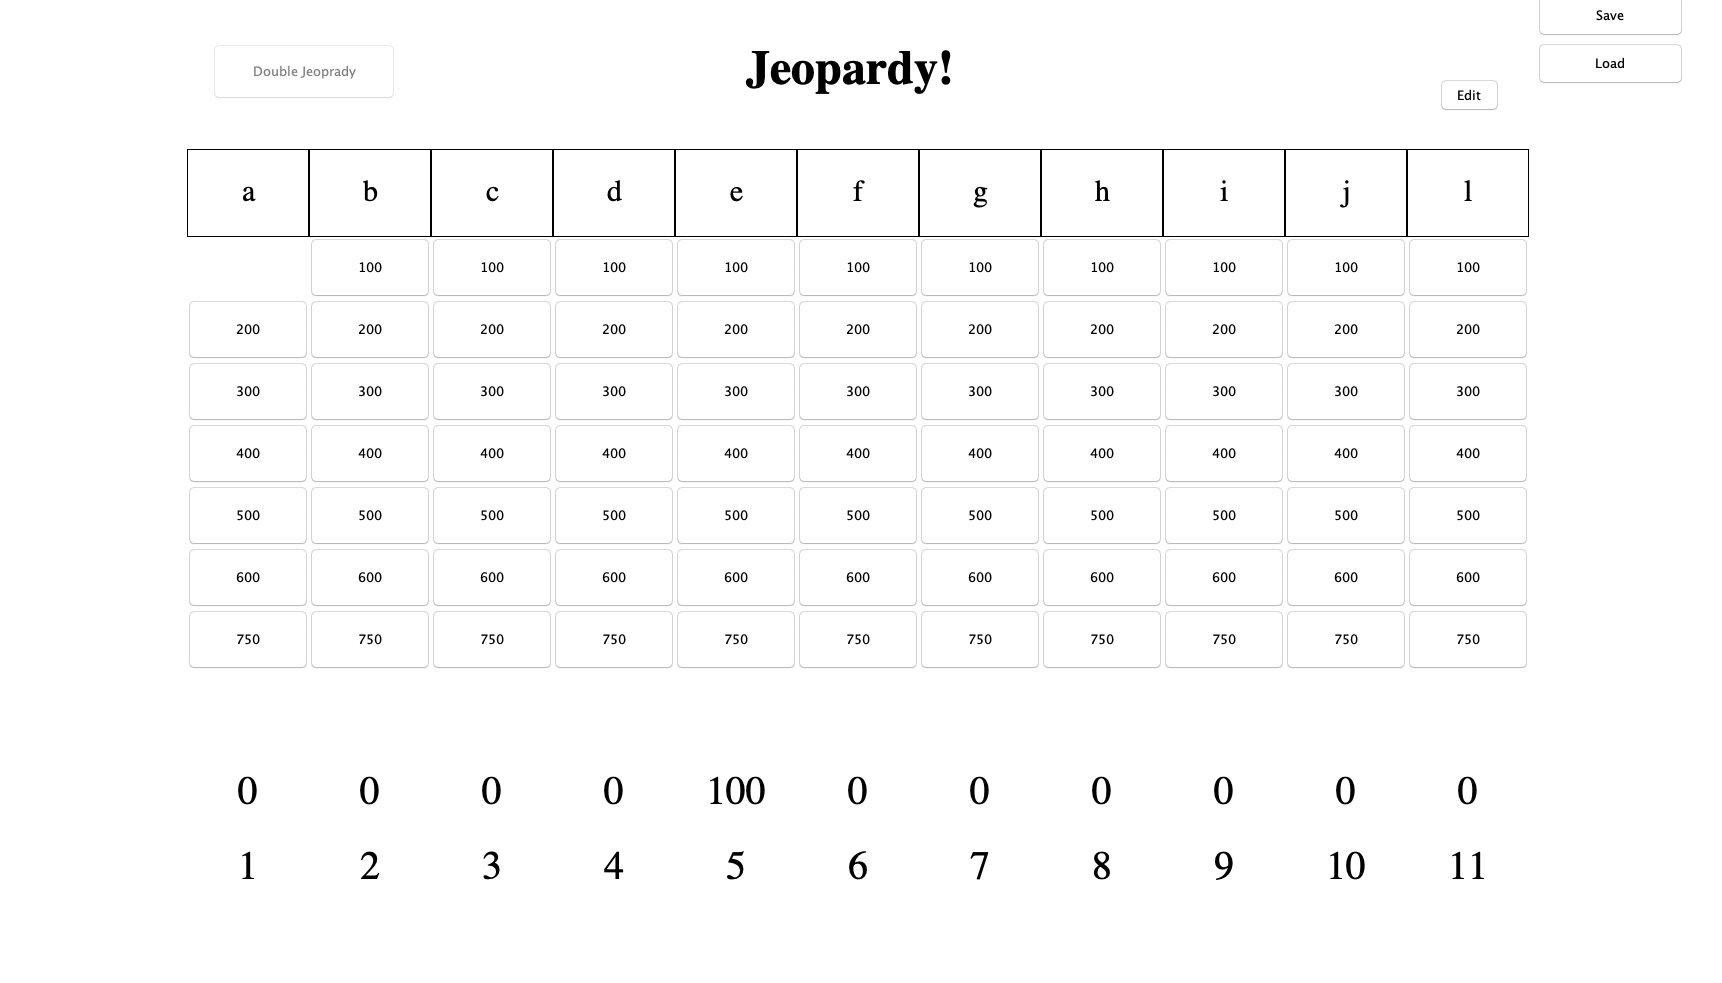 Save
Double Jeoprady
Jeopardy!
Load
Edit
a b c d e f g h i j l
100 100 100 100 100 100 100 100 100 100
200 200 200 200 200 200 200 200 200 200 200
300 300 300 300 300 300 300 300 300 300 300
400 400 400 400 400 400 400 400 400 400 400
500 500 500 500 500 500 500 500 500 500 500
600 600 600 600 600 600 600 600 600 600 600
750 750 750 750 750 750 750 750 750 750 750
0 0 0 0 100 0 0 0 0 0 0
1 2 3 4 5 6 7 8 9 10 11